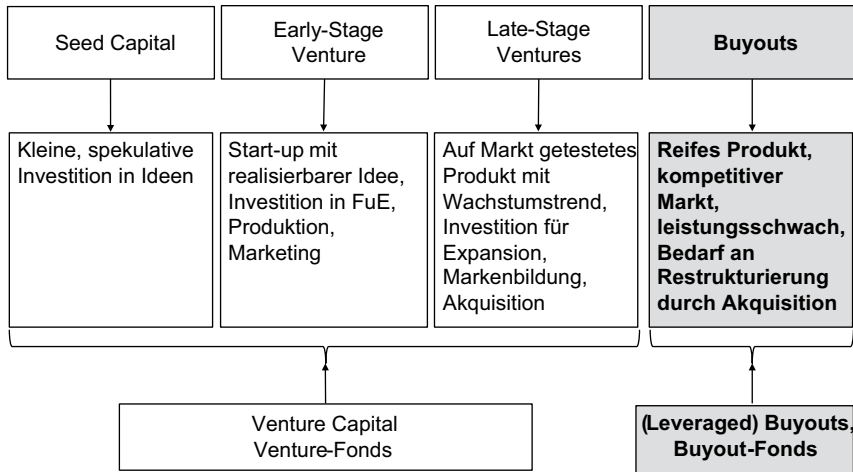 Seed Capital
Early-Stage
Venture
Late-Stage
Ventures
Buyouts
Kleine, spekulative
Investition in Ideen
Start-up mit
realisierbarer Idee,
Investition in FuE,
Produktion,
Marketing
Auf Markt getestetes
Produkt mit
Wachstumstrend,
Investition für
Expansion,
Markenbildung,
Akquisition
Reifes Produkt,
kompetitiver
Markt,
leistungsschwach,
Bedarf an
Restrukturierung
durch Akquisition
Venture Capital
Venture-Fonds
(Leveraged) Buyouts,
Buyout-Fonds